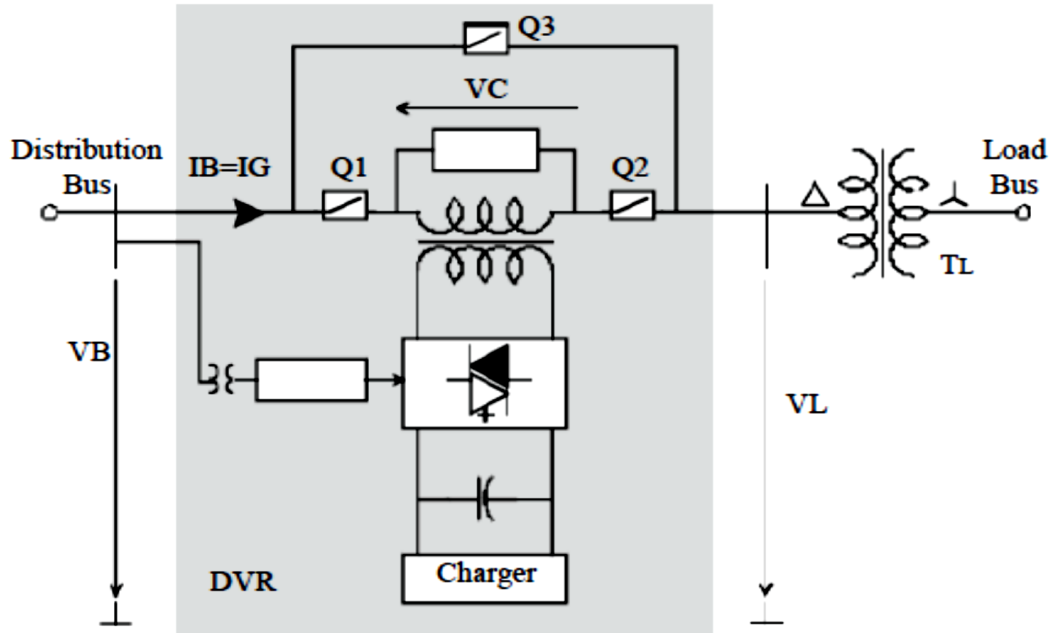 Q3
VC
Distribution
Bus
IB=IG
Q1
Q2
Load
Bus
TL
VB
VL
DVR
Charger